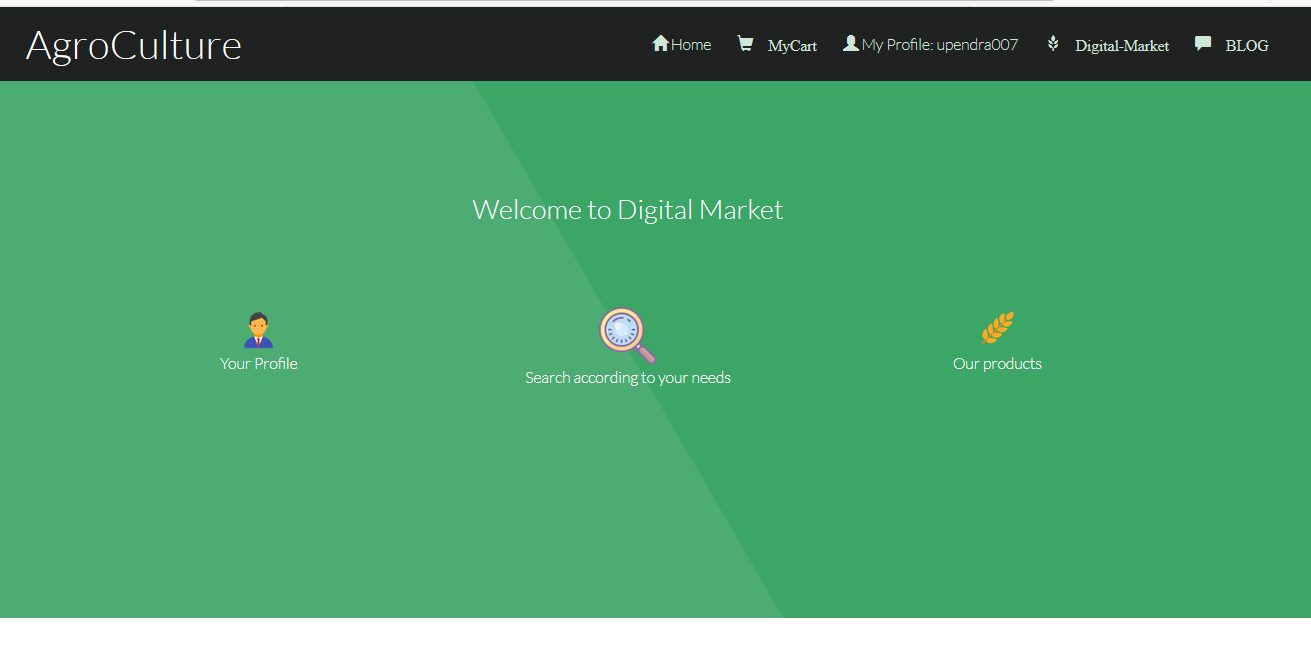 AgroCulture
Home MyCart My Profile: upendra007 Digital-Market BLOG
Welcome to Digital Market
Your Profile
Search according to your needs
Our products